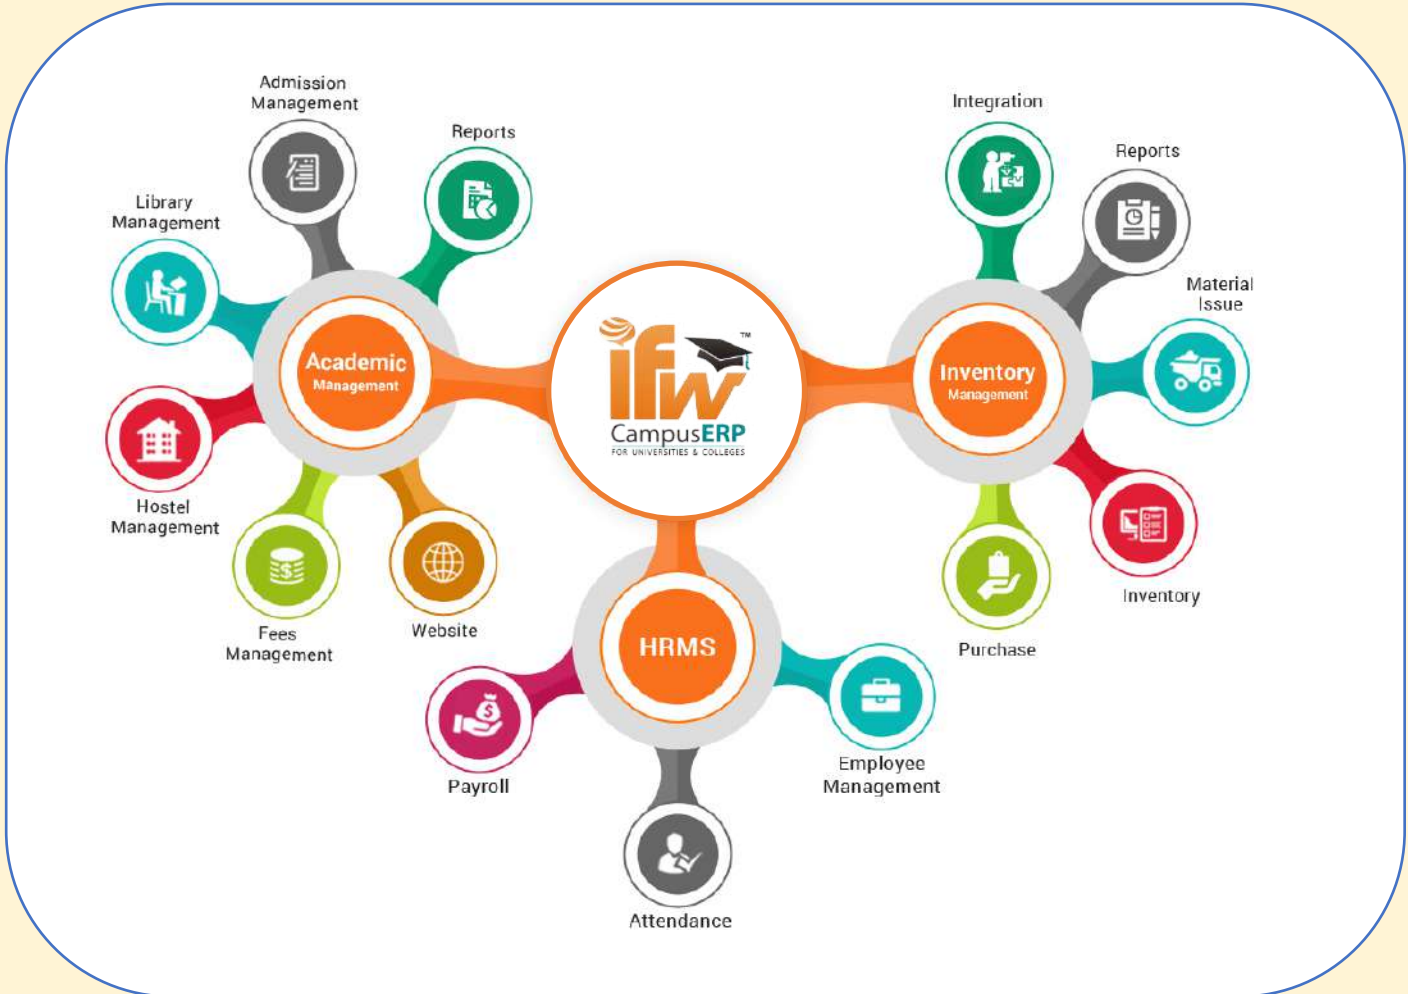 Admission
Management
Reports
Library
Management
Academic
Management
Hostel
Management
Fees
Management
Website
ifw
TM
CampusERP
FOR UNIVERSITIES & COLLEGES
Integration
Reports
Material
Issue
Inventory
Management
Inventory
Purchase
HRMS
Payroll
Employee
Management
Attendance